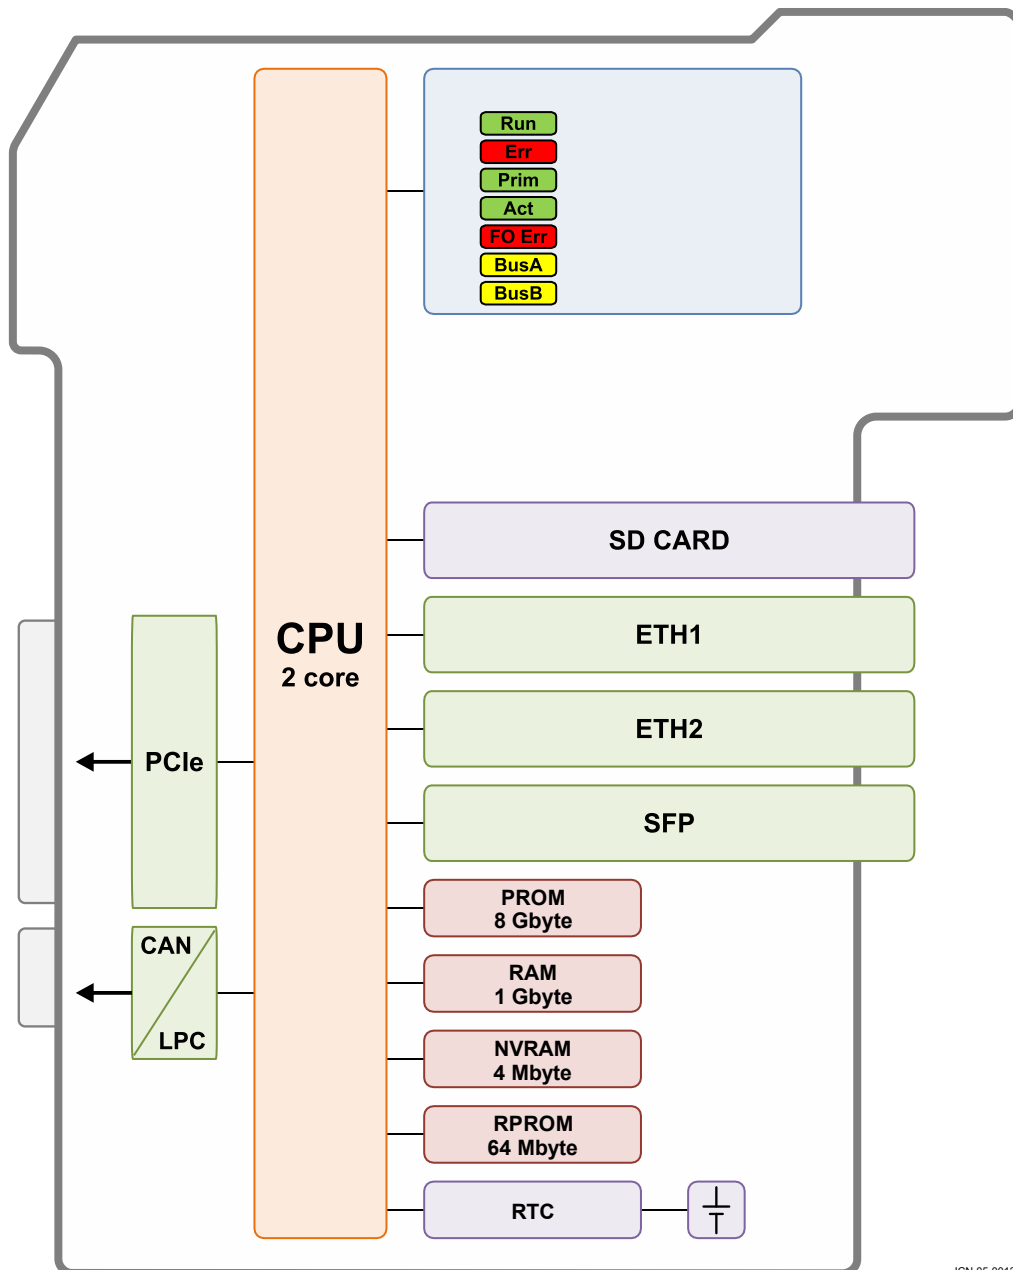 Run
Err
Prim
Act
FO Err
BusA
BusB
SD CARD
CPU
2 core
ETH1
ETH2
PCIe
SFP
PROM
8 Gbyte
CAN
LPC
RAM
1 Gbyte
NVRAM
4 Mbyte
RPROM
64 Mbyte
RTC